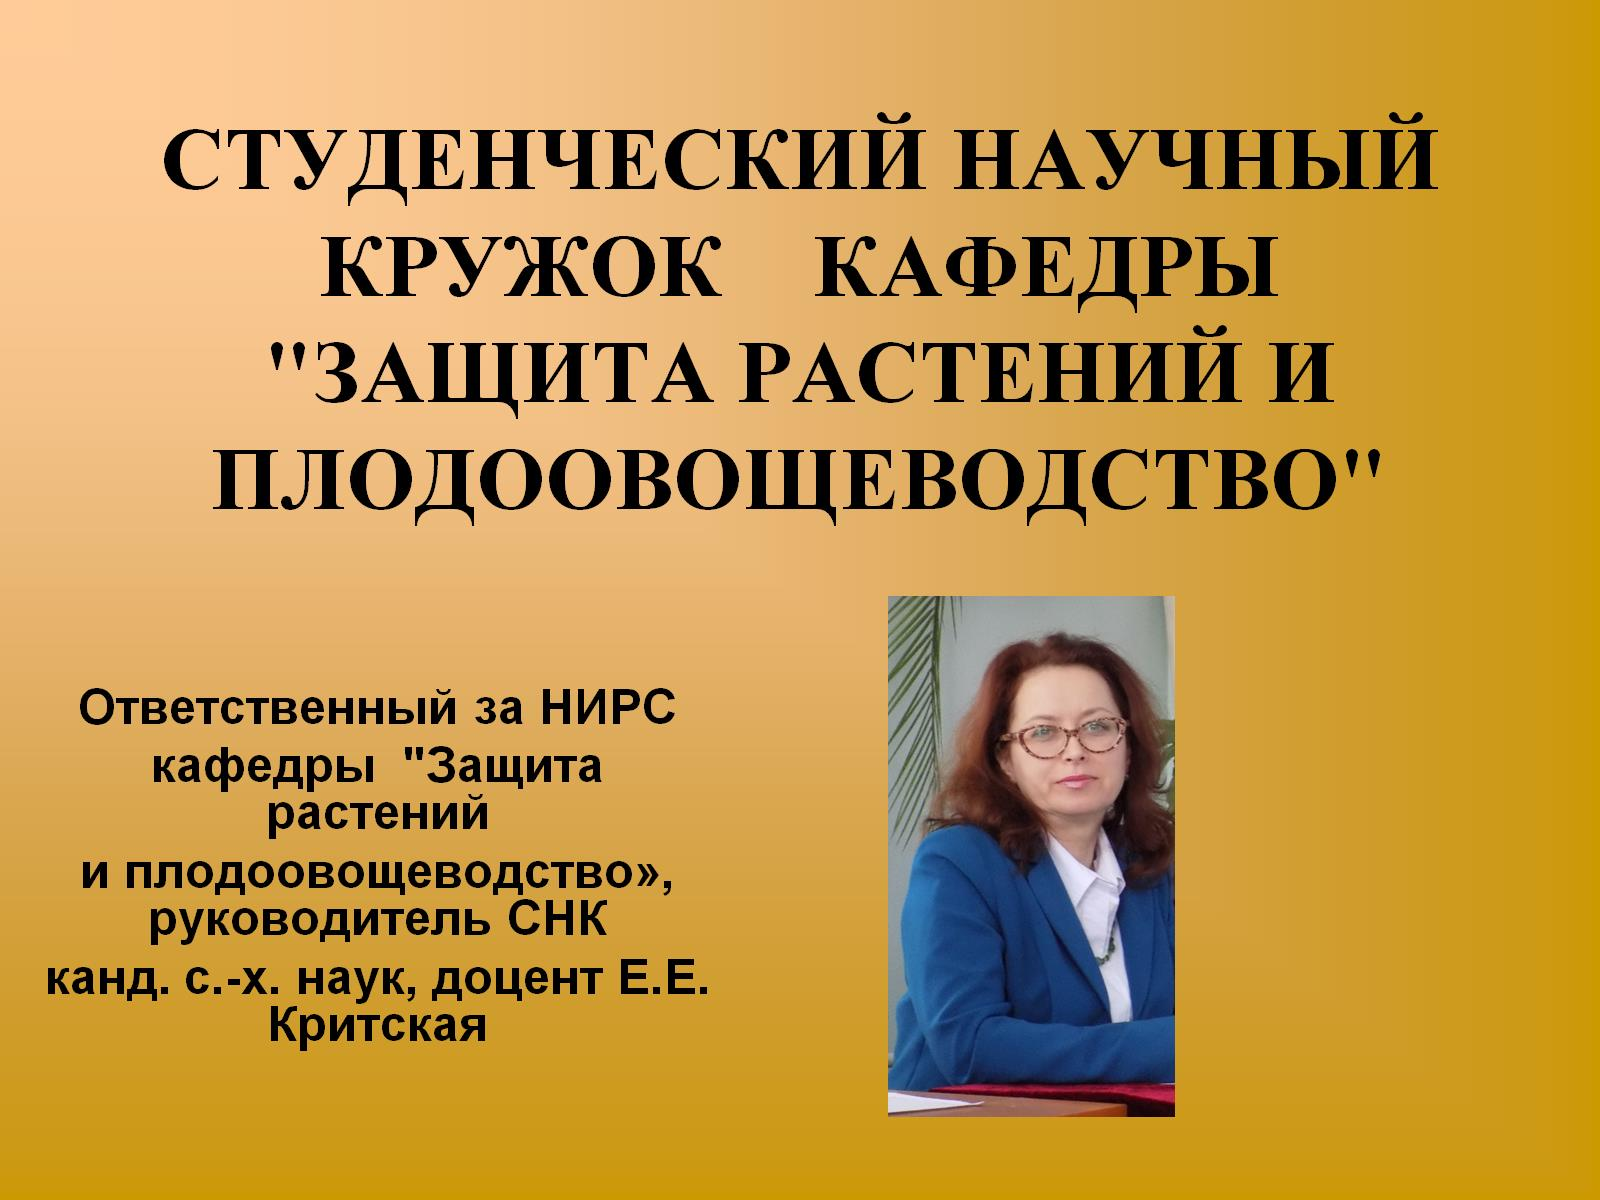 СТУДЕНЧЕСКИЙ НАУЧНЫЙ
КРУЖОК КАФЕДРЫ
"ЗАЩИТА РАСТЕНИЙ И
ПЛОДООВОЩЕВОДСТВО"
Ответственный за НИРС
кафедры "Защита
растений
и плодоовощеводство»,
руководитель СНК
канд. с.-х. наук, доцент Е.Е.
Критская